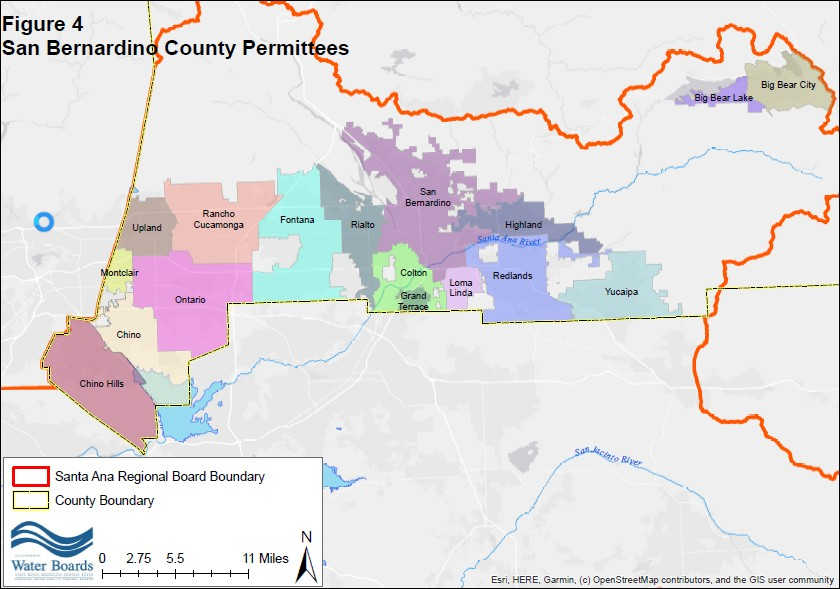 Figure 4
San Bernardino County Permittees
Big Bear City
Big Bear Lake
San
Bernardino
Rancho
Cucamonga
Upland
Fontana
Rialto
Highland
Santa Ana River
Montclair
Colton
Redlands
Loma
Linda
Ontario
Grand
Terrace
Yucaipa
Chino
Chino Hills
San Jacinto River
Santa Ana Regional Board Boundary
County Boundary
Water Boards
0 2.75 5.5 11 Miles
N
Esri, HERE, Garmin, (c) OpenStreetMap contributors, and the GIS user community